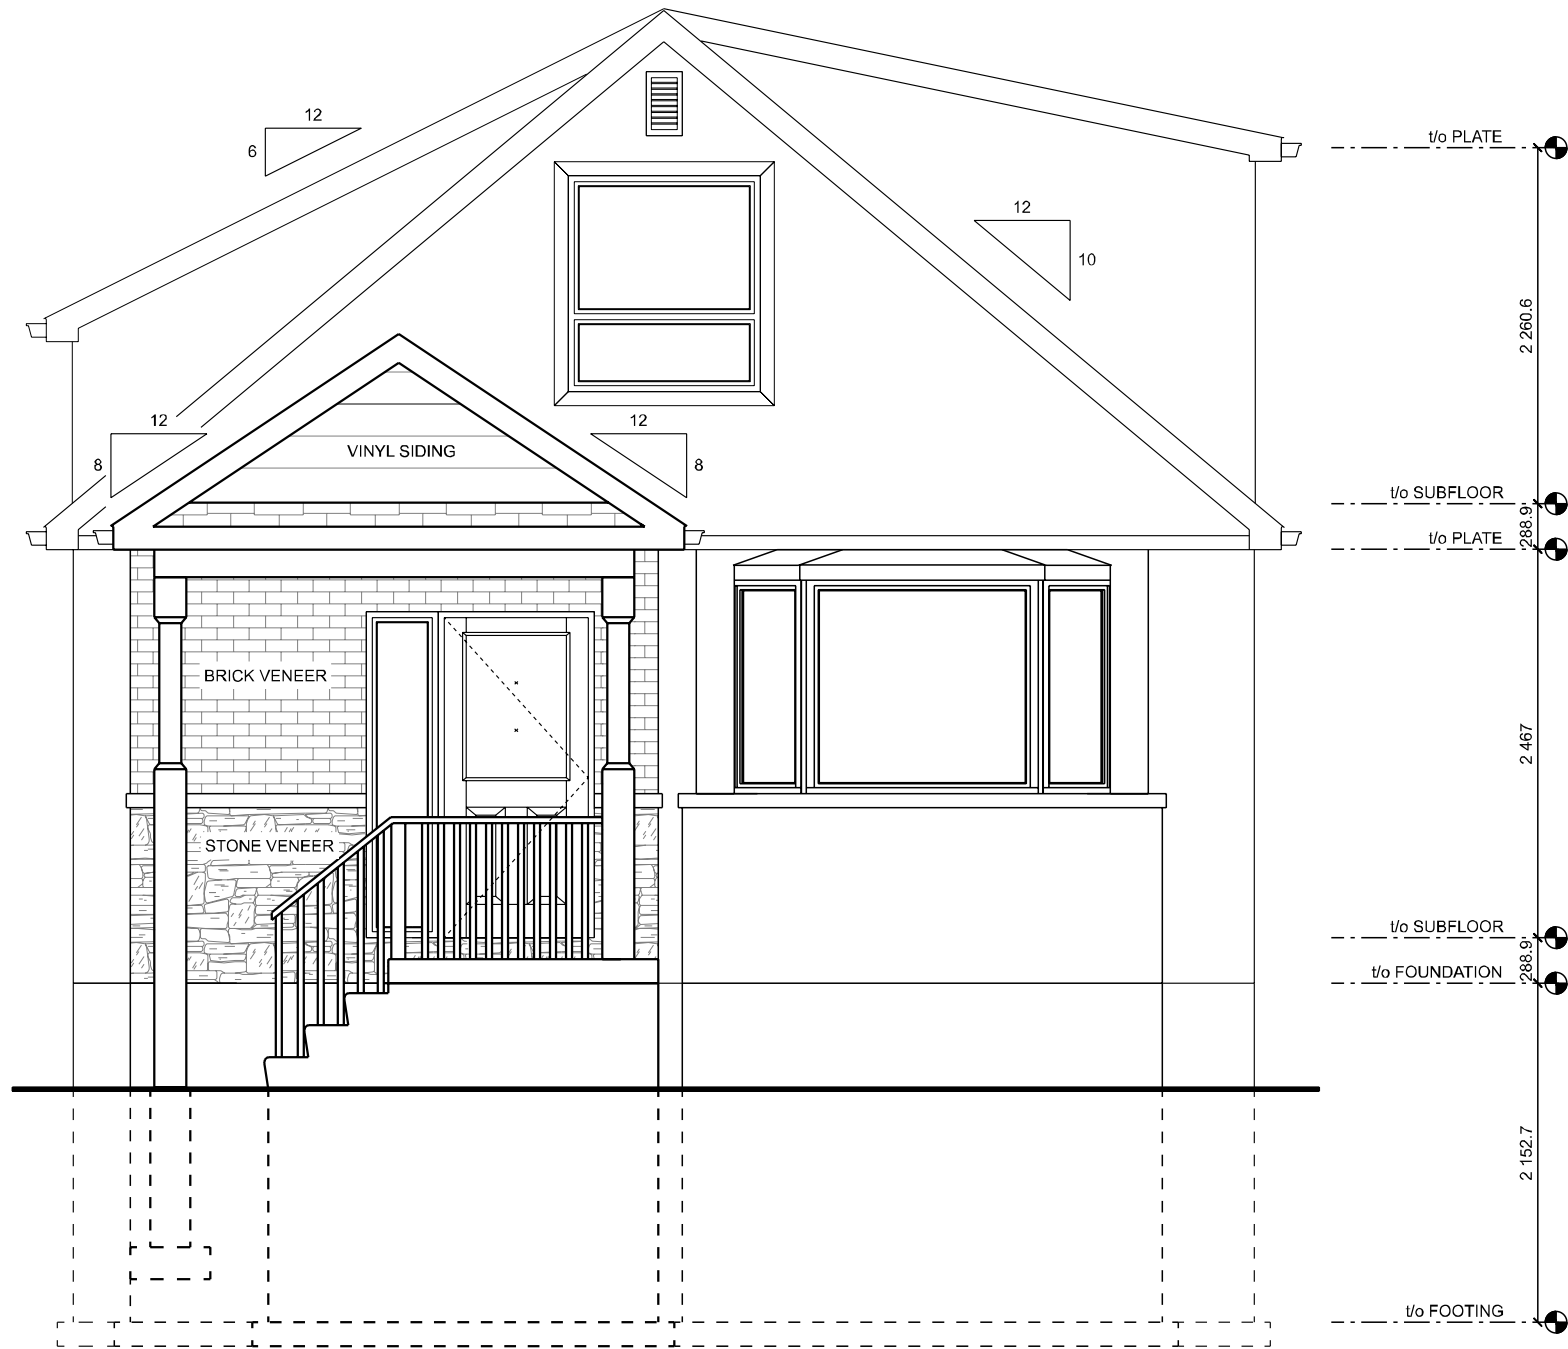 12
t/o PLATE
6
12
10
2 260.6
12
12
VINYL SIDING
8
8
t/o SUBFLOOR
288.9
t/o PLATE
BRICK VENEER
2 467
STONE VENEER
t/o SUBFLOOR
288.9
t/o FOUNDATION
2 152.7
t/o FOOTING